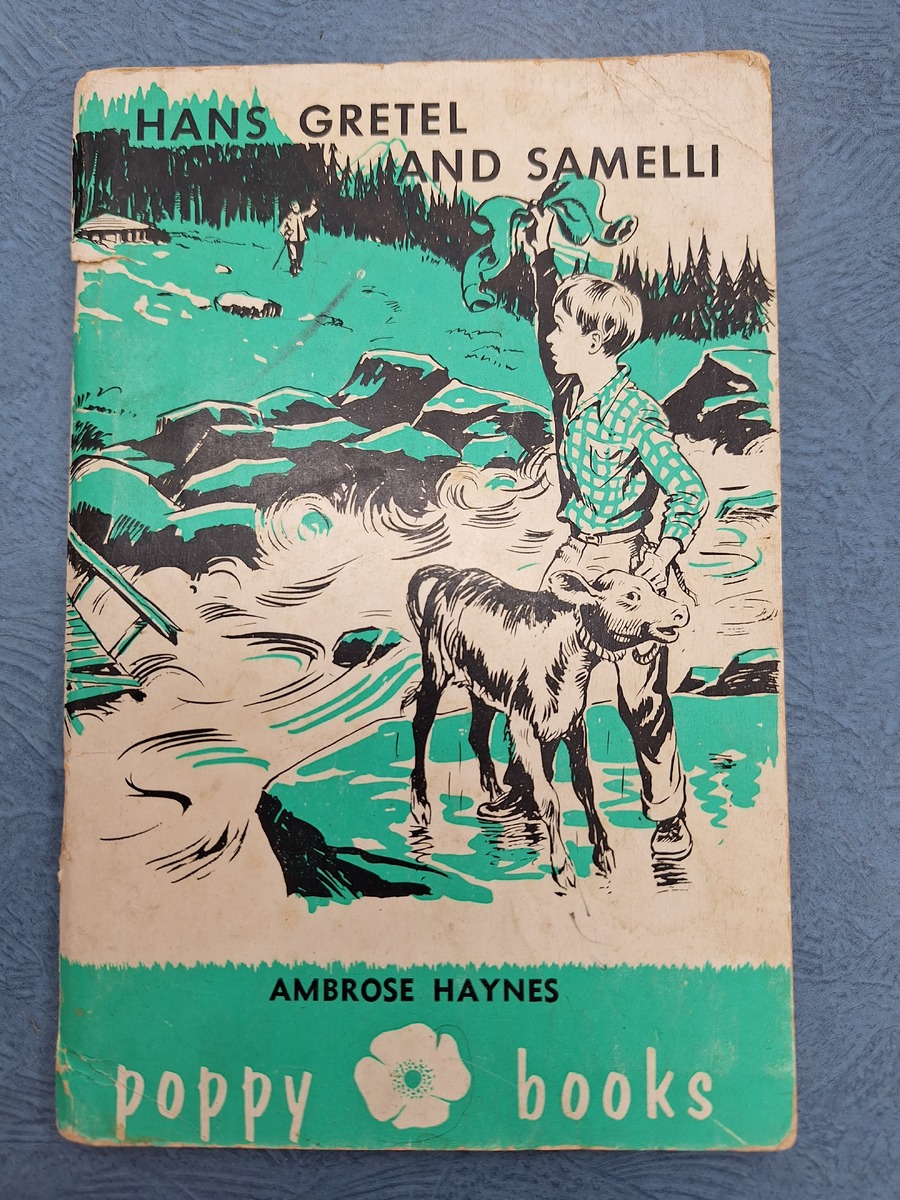 HANS GRETEL
AND SAMELLI
AMBROSE HAYNES
poppy books